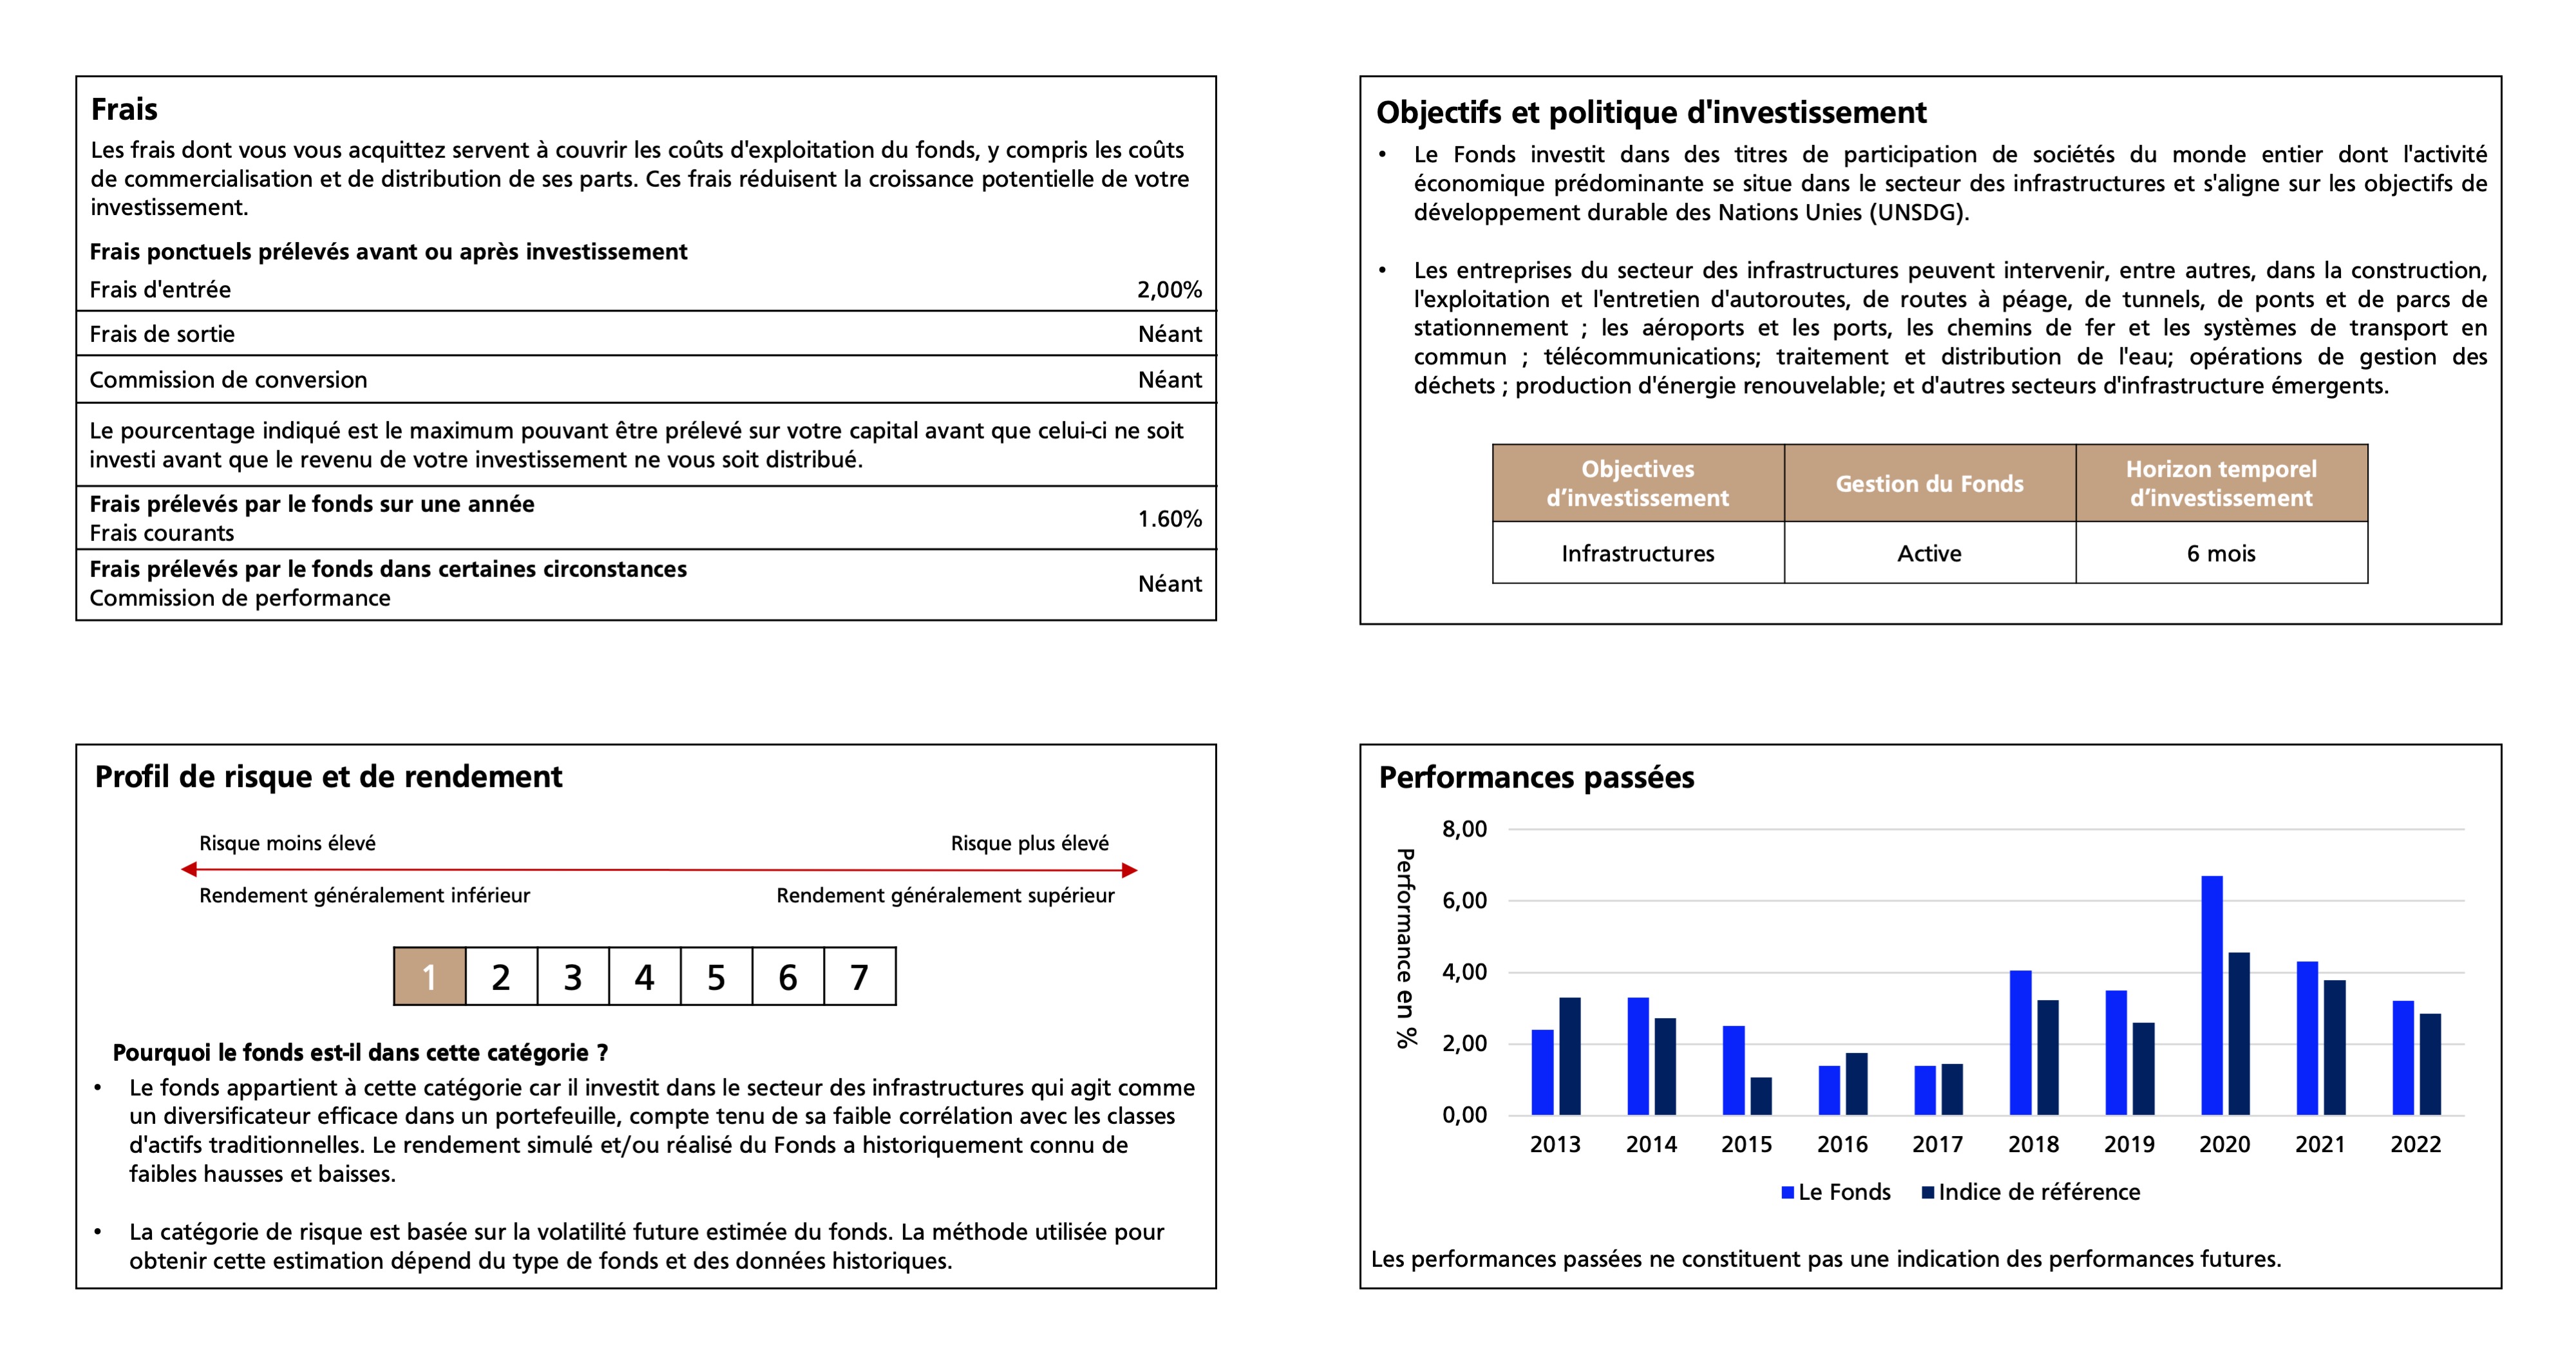 Frais
Les frais dont vous vous acquittez servent à couvrir les coûts d'exploitation du fonds, y compris les coûts
de commercialisation et de distribution de ses parts. Ces frais réduisent la croissance potentielle de votre
investissement.
Frais ponctuels prélevés avant ou après investissement
Frais d'entrée 2,00%
Frais de sortie Néant
Commission de conversion Néant
Le pourcentage indiqué est le maximum pouvant être prélevé sur votre capital avant que celui-ci ne soit
investi avant que le revenu de votre investissement ne vous soit distribué.
Frais prélevés par le fonds sur une année
Frais courants 1.60%
Frais prélevés par le fonds dans certaines circonstances
Commission de performance Néant
Objectifs et politique d'investissement
• Le Fonds investit dans des titres de participation de sociétés du monde entier dont l'activité
économique prédominante se situe dans le secteur des infrastructures et s'aligne sur les objectifs de
développement durable des Nations Unies (UNSDG).
• Les entreprises du secteur des infrastructures peuvent intervenir, entre autres, dans la construction,
l'exploitation et l'entretien d'autoroutes, de routes à péage, de tunnels, de ponts et de parcs de
stationnement ; les aéroports et les ports, les chemins de fer et les systèmes de transport en
commun ; télécommunications; traitement et distribution de l'eau; opérations de gestion des
déchets ; production d'énergie renouvelable; et d'autres secteurs d'infrastructure émergents.
Objectives
d’investissement
Gestion du Fonds
Horizon temporel
d’investissement
Infrastructures Active 6 mois
Profil de risque et de rendement
Risque moins élevé Risque plus élevé
Rendement généralement inférieur Rendement généralement supérieur
1 2 3 4 5 6 7
Pourquoi le fonds est-il dans cette catégorie ?
• Le fonds appartient à cette catégorie car il investit dans le secteur des infrastructures qui agit comme
un diversificateur efficace dans un portefeuille, compte tenu de sa faible corrélation avec les classes
d'actifs traditionnelles. Le rendement simulé et/ou réalisé du Fonds a historiquement connu de
faibles hausses et baisses.
• La catégorie de risque est basée sur la volatilité future estimée du fonds. La méthode utilisée pour
obtenir cette estimation dépend du type de fonds et des données historiques.
Performances passées
Performance en %
8,00
6,00
4,00
2,00
0,00
2013 2014 2015 2016 2017 2018 2019 2020 2021 2022
Le Fonds Indice de référence
Les performances passées ne constituent pas une indication des performances futures.